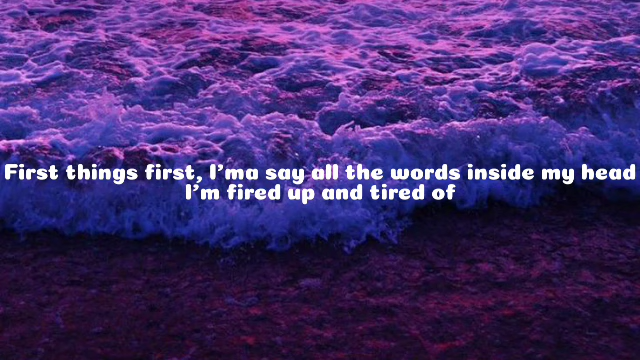 First things first, I'ma say all the words inside my head
I'm fired up and tired of